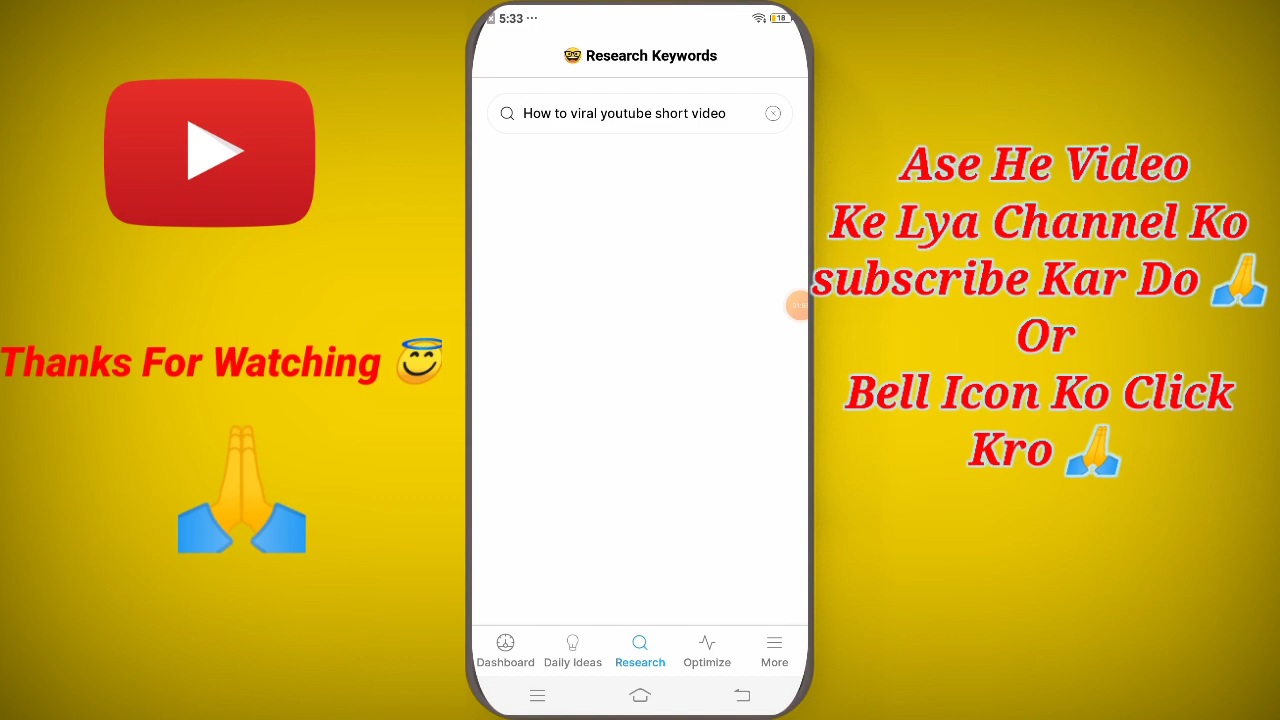 5:33
18
🤓 Research Keywords
How to viral youtube short video
Thanks For Watching 😇
Ase He Video
Ke Lya Channel Ko
subscribe Kar Do 🙏
Or
Bell Icon Ko Click
Kro 🙏
Dashboard
Daily Ideas
Research
Optimize
More